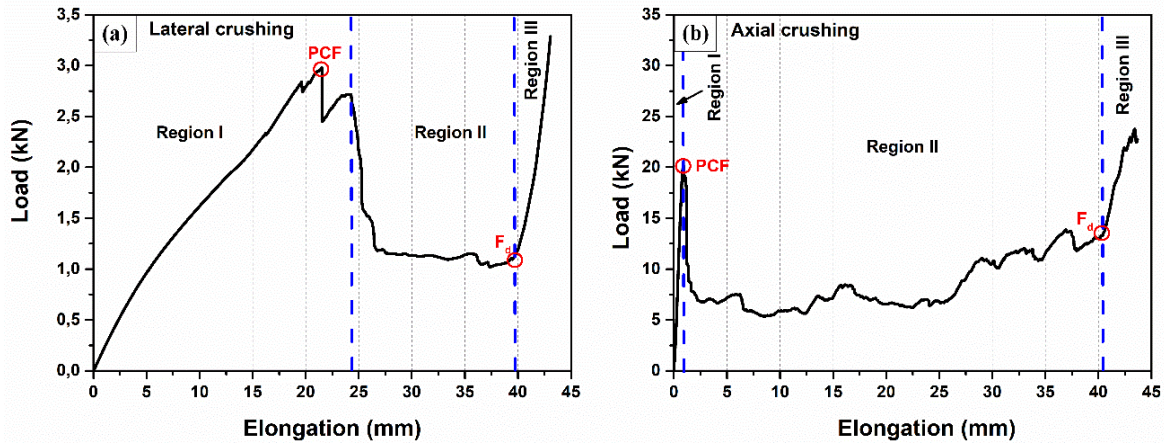 (a)
Lateral crushing
PCF
Region I
Region II
Region III
F_d
3,5
3,0
2,5
2,0
1,5
1,0
0,5
0,0
0 5 10 15 20 25 30 35 40 45
Load (kN)
Elongation (mm)
(b)
Axial crushing
Region I
PCF
Region II
Region III
F_d
35
30
25
20
15
10
5
0
0 5 10 15 20 25 30 35 40 45
Load (kN)
Elongation (mm)